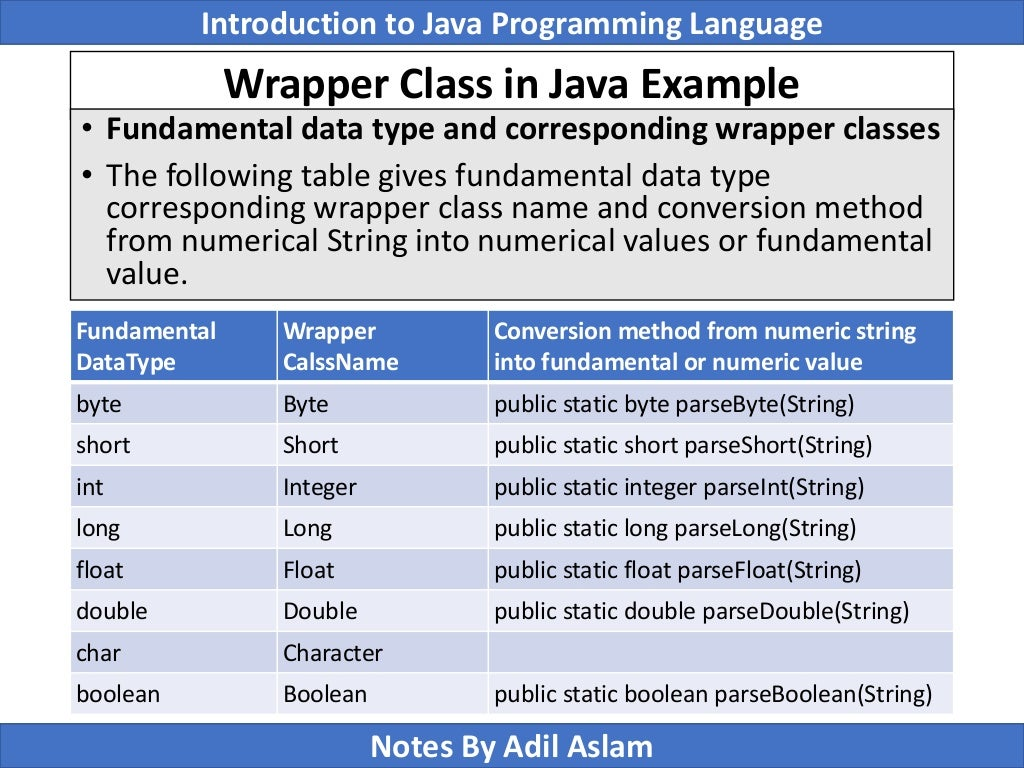 Introduction to Java Programming Language
Wrapper Class in Java Example
• Fundamental data type and corresponding wrapper classes
• The following table gives fundamental data type
corresponding wrapper class name and conversion method
from numerical String into numerical values or fundamental
value.
Fundamental DataType Wrapper CalssName Conversion method from numeric string into fundamental or numeric value
byte Byte public static byte parseByte(String)
short Short public static short parseShort(String)
int Integer public static integer parseInt(String)
long Long public static long parseLong(String)
float Float public static float parseFloat(String)
double Double public static double parseDouble(String)
char Character
boolean Boolean public static boolean parseBoolean(String)
Notes By Adil Aslam